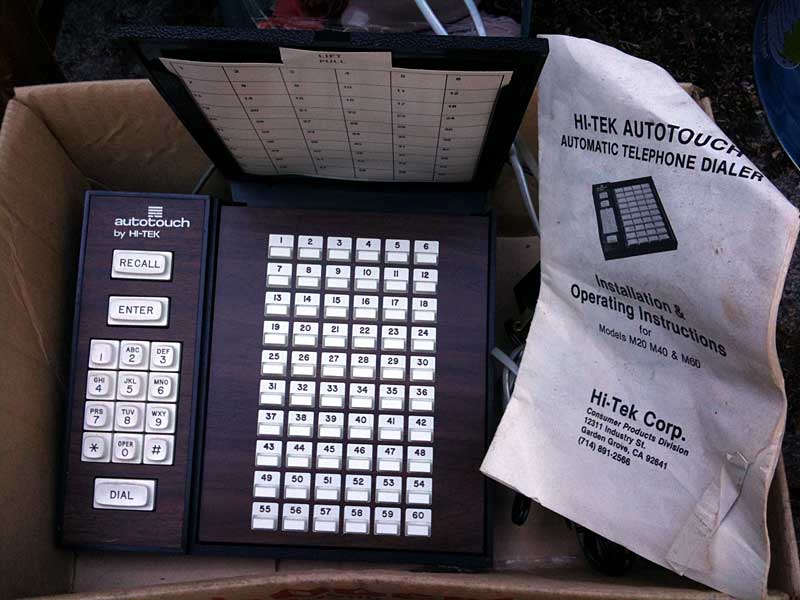 LIFT
PULL
autotouch
by HI-TEK
RECALL
ENTER
1 ABC 2 DEF 3
GHI 4 JKL 5 MNO 6
PRS 7 TUV 8 WXY 9
* OPER 0 #
DIAL
1 2 3 4 5 6
7 8 9 10 11 12
13 14 15 16 17 18
19 20 21 22 23 24
25 26 27 28 29 30
31 32 33 34 35 36
37 38 39 40 41 42
43 44 45 46 47 48
49 50 51 52 53 54
55 56 57 58 59 60
HI-TEK AUTOTOUCH
AUTOMATIC TELEPHONE DIALER
Installation &
Operating Instructions
for
Models M20 M40 & M60
Hi-Tek Corp.
Consumer Products Division
12311 Industry St.
Garden Grove, CA 92641
(714) 891-2566